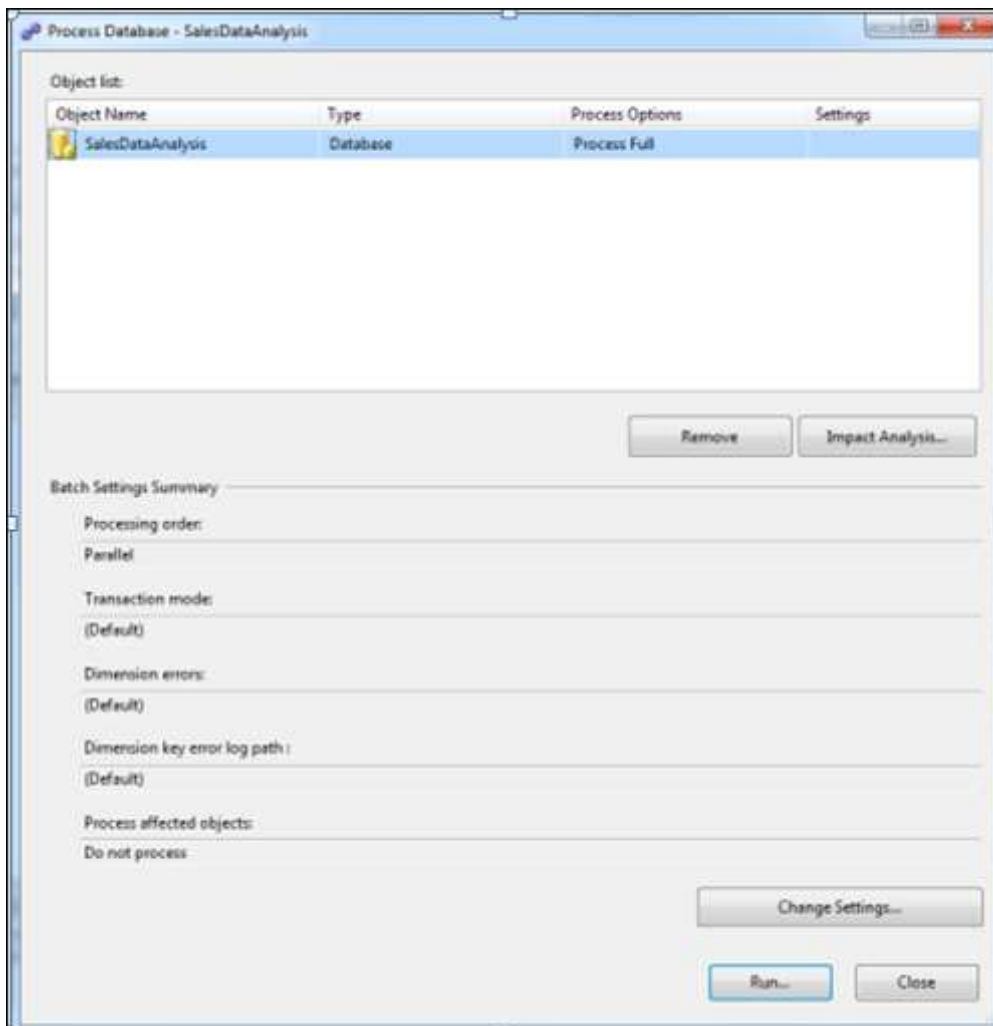 Process Database - SalesDataAnalysis
Object list:
Object Name Type Process Options Settings
SalesDataAnalysis Database Process Full
Remove Impact Analysis...
Batch Settings Summary
Processing order:
Parallel
Transaction mode:
(Default)
Dimension errors:
(Default)
Dimension key error log path :
(Default)
Process affected objects:
Do not process
Change Settings...
Run... Close